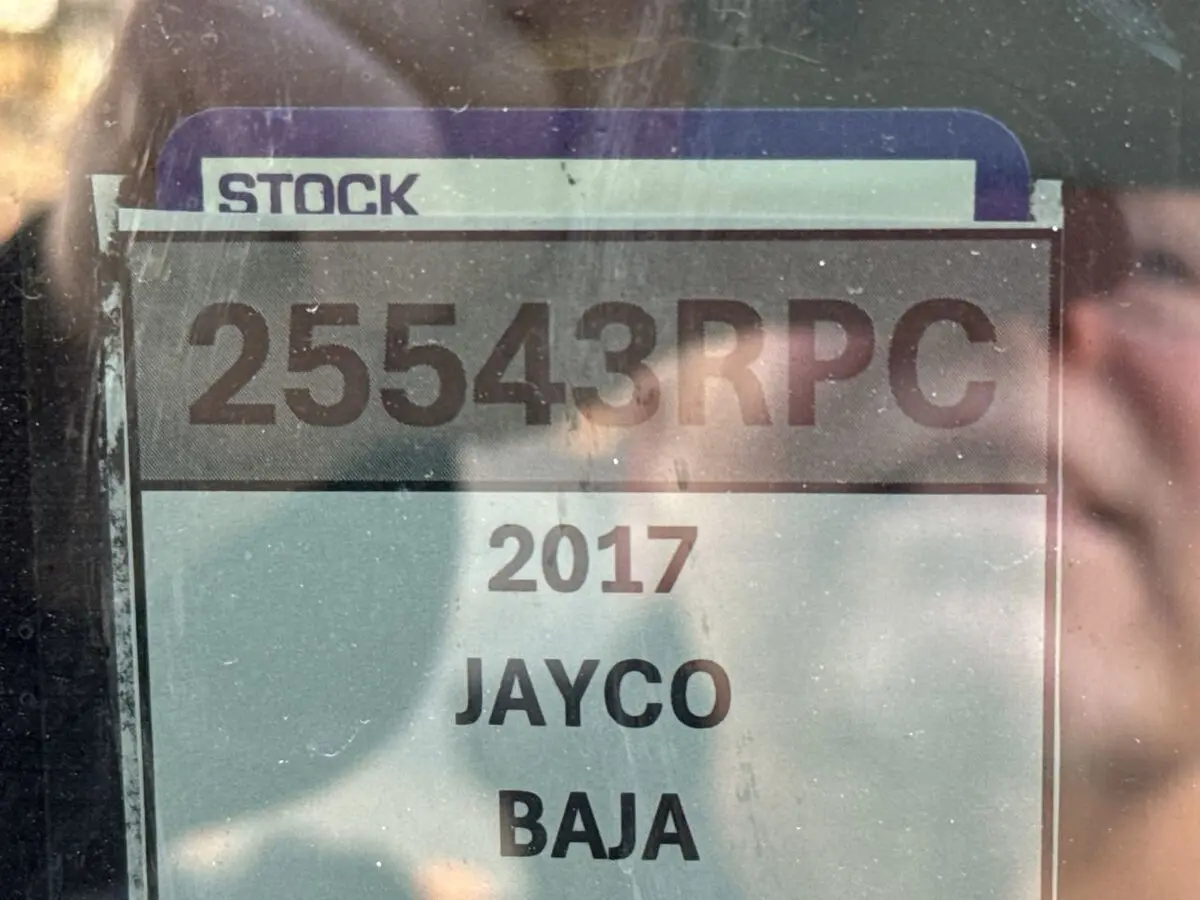 STOCK
25543RPC
2017
JAYCO
BAJA